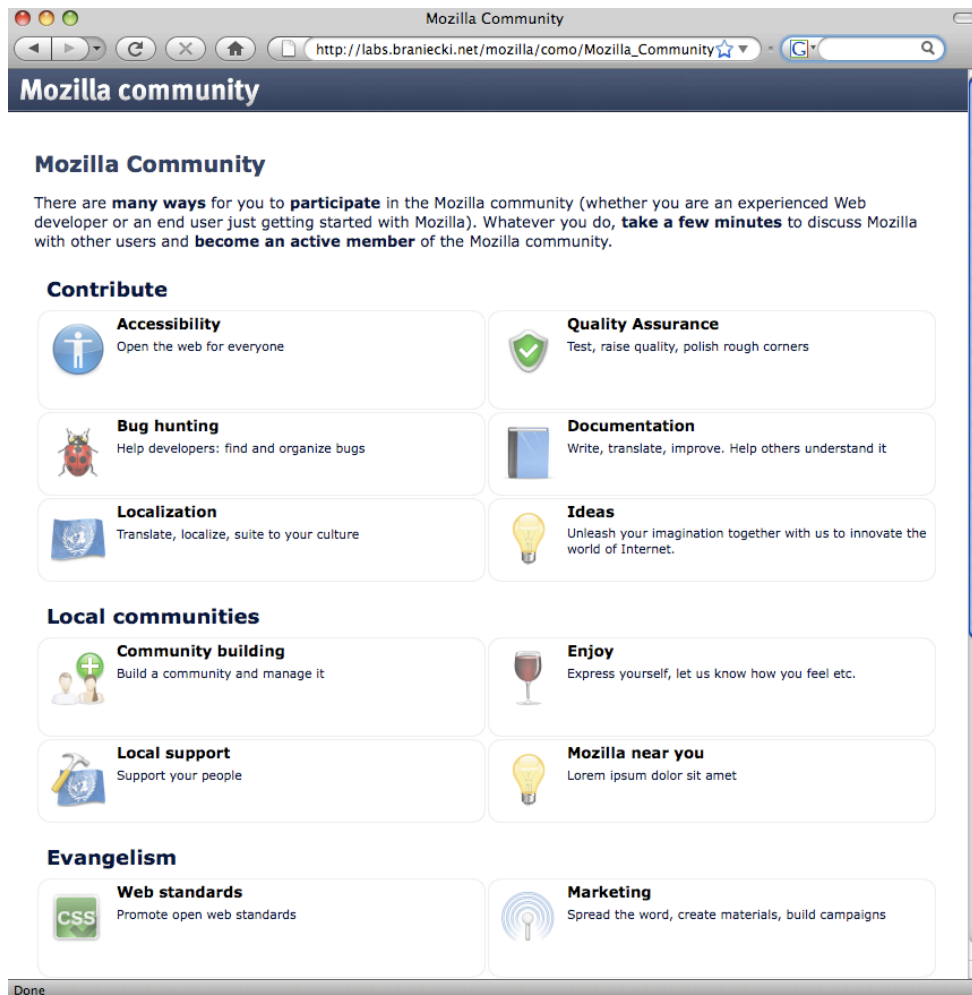 Mozilla Community
http://labs.braniecki.net/mozilla/como/Mozilla_Community
G
Mozilla community
Mozilla Community
There are many ways for you to participate in the Mozilla community (whether you are an experienced Web
developer or an end user just getting started with Mozilla). Whatever you do, take a few minutes to discuss Mozilla
with other users and become an active member of the Mozilla community.
Contribute
Accessibility
Open the web for everyone
Quality Assurance
Test, raise quality, polish rough corners
Bug hunting
Help developers: find and organize bugs
Documentation
Write, translate, improve. Help others understand it
Localization
Translate, localize, suite to your culture
Ideas
Unleash your imagination together with us to innovate the
world of Internet.
Local communities
Community building
Build a community and manage it
Enjoy
Express yourself, let us know how you feel etc.
Local support
Support your people
Mozilla near you
Lorem ipsum dolor sit amet
Evangelism
CSS
Web standards
Promote open web standards
Marketing
Spread the word, create materials, build campaigns
Done